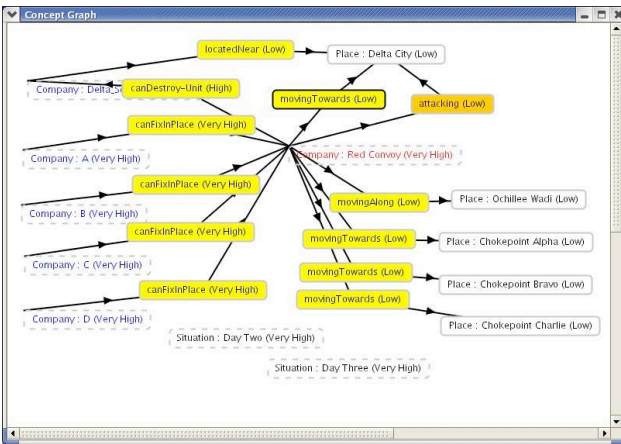 Concept Graph
locatedNear (Low)
Place : Delta City (Low)
Company : Delta_S
canDestroy-Unit (High)
movingTowards (Low)
attacking (Low)
canFixInPlace (Very High)
Company : A (Very High)
Company : Red Convoy (Very High)
canFixInPlace (Very High)
Company : B (Very High)
movingAlong (Low)
Place : Ochillee Wadi (Low)
canFixInPlace (Very High)
movingTowards (Low)
Place : Chokepoint Alpha (Low)
Company : C (Very High)
movingTowards (Low)
Place : Chokepoint Bravo (Low)
canFixInPlace (Very High)
movingTowards (Low)
Company : D (Very High)
Place : Chokepoint Charlie (Low)
Situation : Day Two (Very High)
Situation : Day Three (Very High)